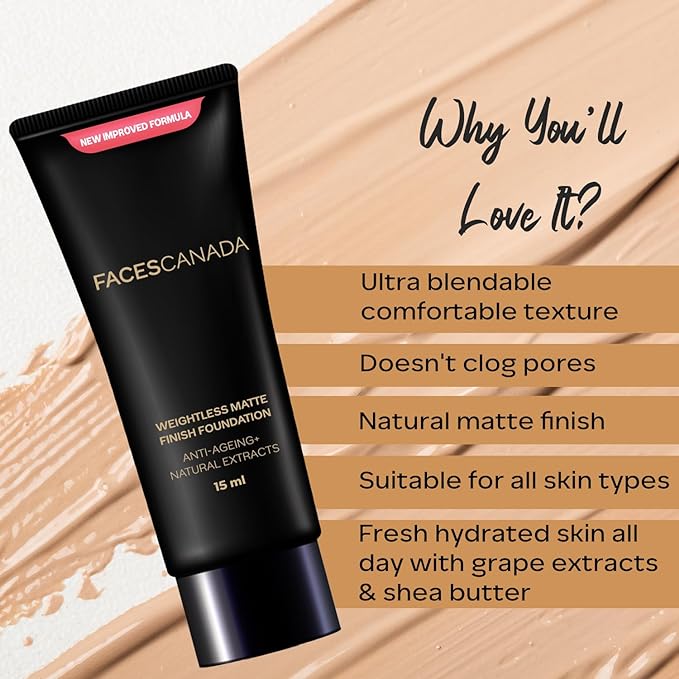 NEW IMPROVED FORMULA
FACESCANADA
WEIGHTLESS MATTE
FINISH FOUNDATION
ANTI-AGEING+
NATURAL EXTRACTS
15 ml
Why You'll
Love It?
Ultra blendable
comfortable texture
Doesn't clog pores
Natural matte finish
Suitable for all skin types
Fresh hydrated skin all
day with grape extracts
& shea butter